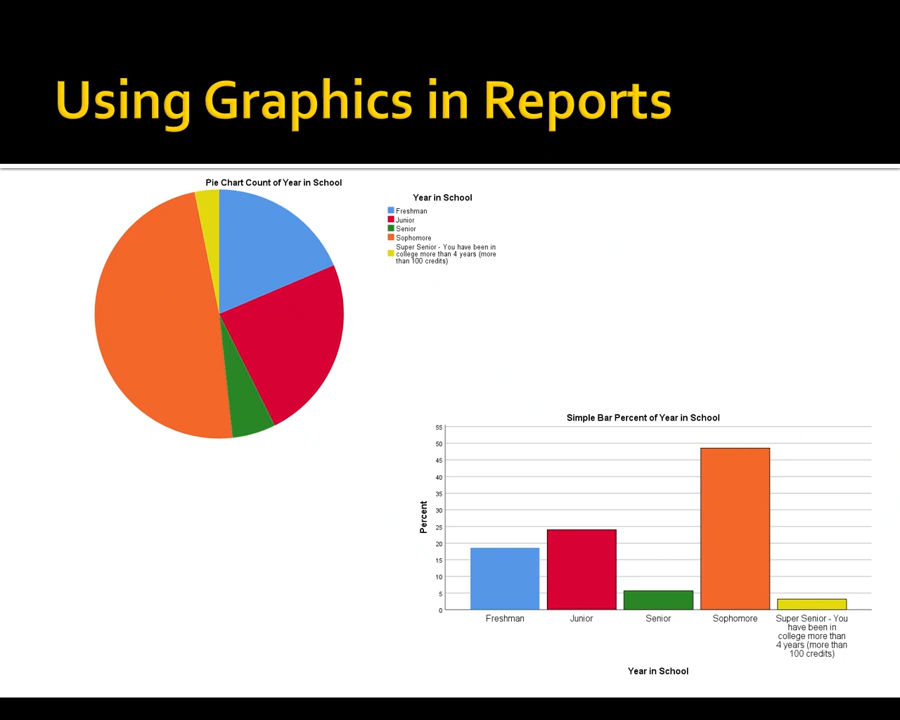 Using Graphics in Reports
Pie Chart Count of Year in School
Year in School
Freshman
Junior
Senior
Sophomore
Super Senior - You have been in
college more than 4 years (more
than 100 credits)
Simple Bar Percent of Year in School
Percent
55
50
45
40
35
30
25
20
15
10
5
0
Freshman
Junior
Senior
Sophomore
Super Senior - You
have been in
college more than
4 years (more than
100 credits)
Year in School